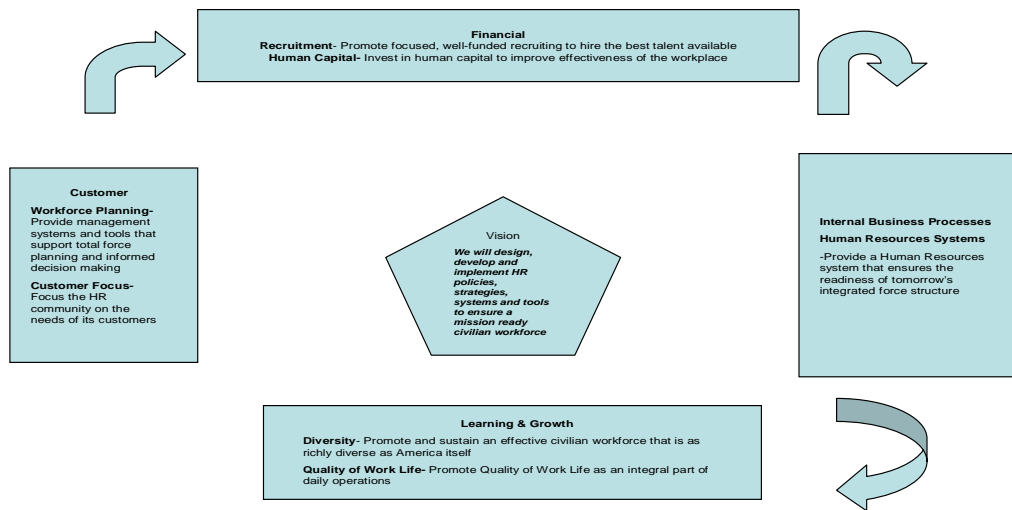 Financial
Recruitment- Promote focused, well-funded recruiting to hire the best talent available
Human Capital- Invest in human capital to improve effectiveness of the workplace
Customer
Workforce Planning-
Provide management
systems and tools that
support total force
planning and informed
decision making
Customer Focus-
Focus the HR
community on the
needs of its customers
Vision
We will design,
develop and
implement HR
policies,
strategies,
systems and tools
to ensure a
mission ready
civilian workforce
Internal Business Processes
Human Resources Systems
-Provide a Human Resources
system that ensures the
readiness of tomorrow's
integrated force structure
Learning & Growth
Diversity- Promote and sustain an effective civilian workforce that is as
richly diverse as America itself
Quality of Work Life- Promote Quality of Work Life as an integral part of
daily operations